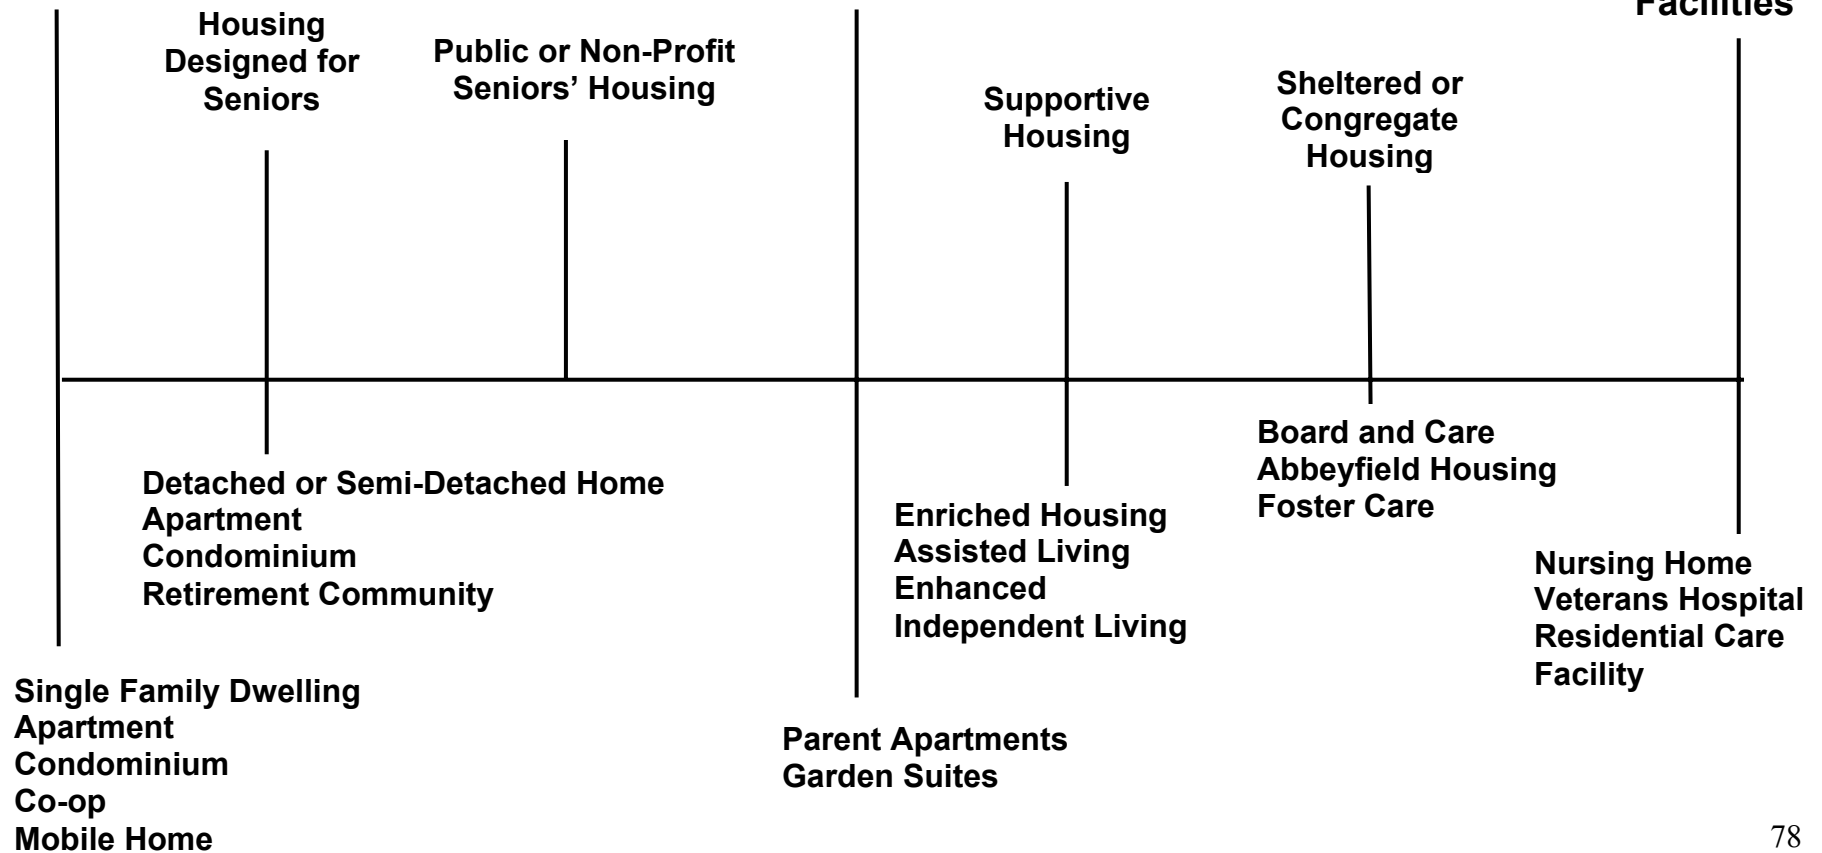 Facilities
Housing
Designed for
Seniors
Public or Non-Profit
Seniors’ Housing
Supportive
Housing
Sheltered or
Congregate
Housing
Detached or Semi-Detached Home
Apartment
Condominium
Retirement Community
Enriched Housing
Assisted Living
Enhanced
Independent Living
Board and Care
Abbeyfield Housing
Foster Care
Nursing Home
Veterans Hospital
Residential Care
Facility
Single Family Dwelling
Apartment
Condominium
Co-op
Mobile Home
Parent Apartments
Garden Suites
78